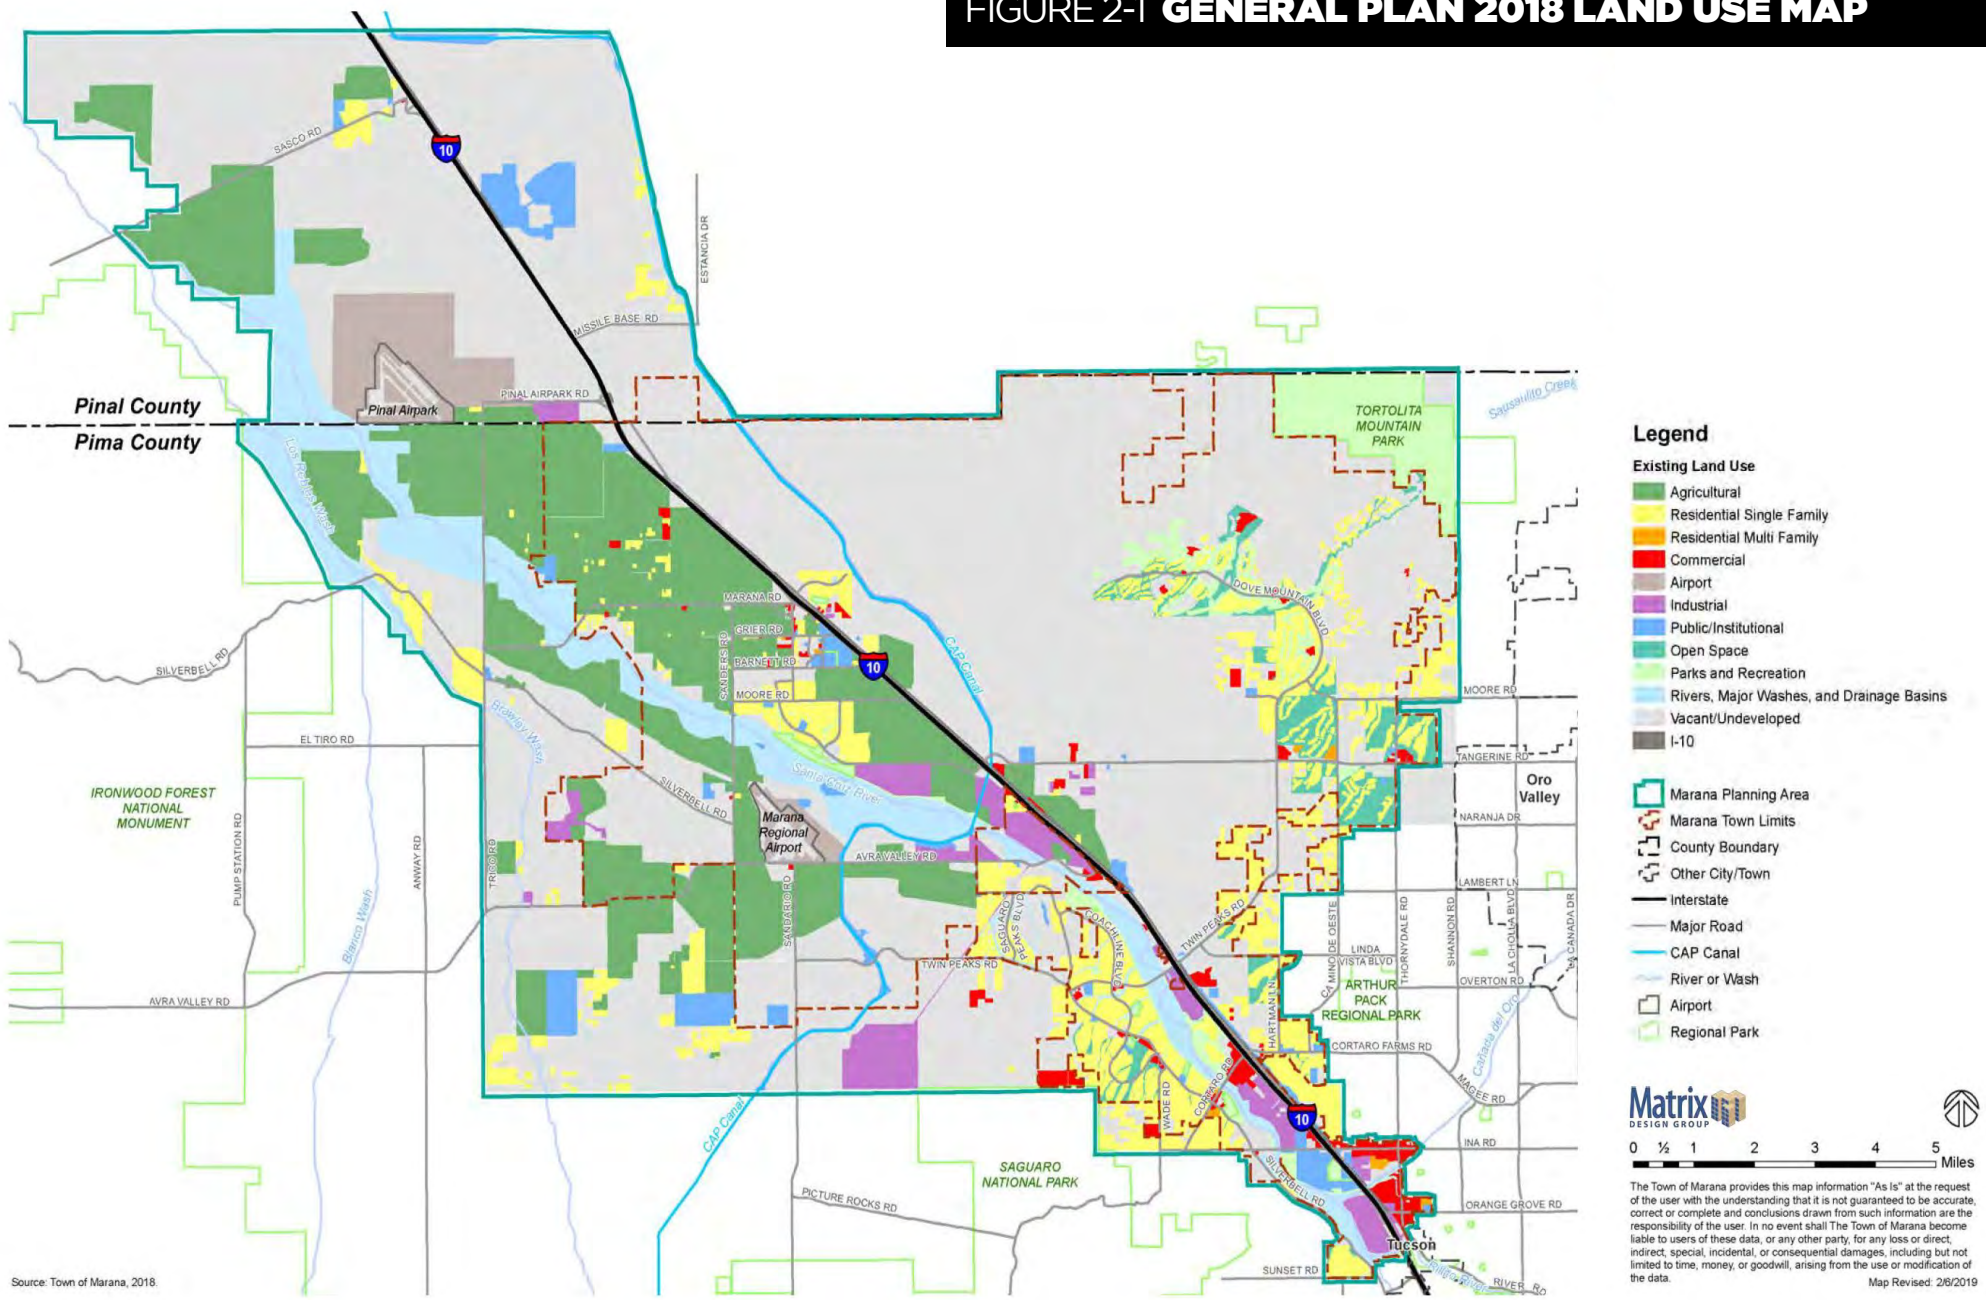 FIGURE 2-1 GENERAL PLAN 2018 LAND USE MAP
SASCO RD
10
ESTANCIA DR
MISSILE BASE RD
PINAL AIRPARK RD
Pinal Airpark
Pinal County
Pima County
TORTOLITA
MOUNTAIN
PARK
Sausaulito Creek
Los Robles Wash
MARANA RD
GRIER RD
BARNETT RD
SANDERS RD
MOORE RD
10
CAP Canal
DOVE MOUNTAIN BLVD
MOORE RD
SILVERBELL RD
EL TIRO RD
Brawley Wash
Santa Cruz River
SILVERBELL RD
TANGERINE RD
Oro
Valley
NARANJA DR
IRONWOOD FOREST
NATIONAL
MONUMENT
PUMP STATION RD
ANWAY RD
TRICO RD
Marana
Regional
Airport
AVRA VALLEY RD
SANDARIO RD
LAMBERT LN
Blanco Wash
SAGUARO
PEAKS BLVD
COACHLINE BLVD
TWIN PEAKS RD
CAMINO DE OESTE
THORNYDALE RD
SHANNON RD
LA CHOLLA BLVD
LA CANADA DR
LINDA
VISTA BLVD
TWIN PEAKS RD
OVERTON RD
AVRA VALLEY RD
ARTHUR
PACK
REGIONAL PARK
HARTMAN LN
CORTARO FARMS RD
Cañada del Oro
MAGEE RD
WADE RD
CORTARO RD
10
CAP Canal
INA RD
SAGUARO
NATIONAL PARK
SILVERBELL RD
PICTURE ROCKS RD
ORANGE GROVE RD
Tucson
SUNSET RD
Rillito River
RIVER RD
Source: Town of Marana, 2018.
Legend
Existing Land Use
Agricultural
Residential Single Family
Residential Multi Family
Commercial
Airport
Industrial
Public/Institutional
Open Space
Parks and Recreation
Rivers, Major Washes, and Drainage Basins
Vacant/Undeveloped
I-10
Marana Planning Area
Marana Town Limits
County Boundary
Other City/Town
Interstate
Major Road
CAP Canal
River or Wash
Airport
Regional Park
Matrix
DESIGN GROUP
0 ½ 1 2 3 4 5
Miles
The Town of Marana provides this map information "As Is" at the request
of the user with the understanding that it is not guaranteed to be accurate,
correct or complete and conclusions drawn from such information are the
responsibility of the user. In no event shall The Town of Marana become
liable to users of these data, or any other party, for any loss or direct,
indirect, special, incidental, or consequential damages, including but not
limited to time, money, or goodwill, arising from the use or modification of
the data.
Map Revised: 2/6/2019